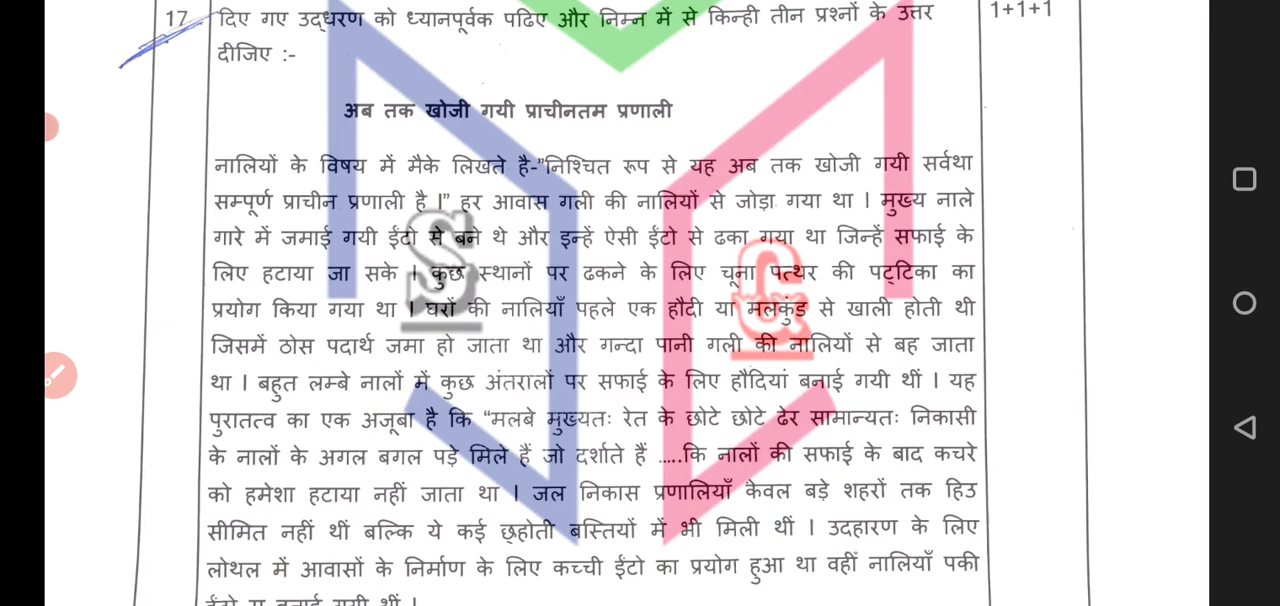 17 दिए गए उद्धरण को ध्यानपूर्वक पढिए और निम्न में से किन्ही तीन प्रश्नों के उत्तर 1+1+1
दीजिए :-
अब तक खोजी गयी प्राचीनतम प्रणाली
नालियों के विषय में मैके लिखते है-"निश्चित रूप से यह अब तक खोजी गयी सर्वथा
सम्पूर्ण प्राचीन प्रणाली है ।" हर आवास गली की नालियों से जोड़ा गया था । मुख्य नाले
गारे में जमाई गयी ईंटो से बने थे और इन्हें ऐसी ईंटो से ढका गया था जिन्हें सफाई के
लिए हटाया जा सके । कुछ स्थानों पर ढकने के लिए चूना पत्थर की पट्टिका का
प्रयोग किया गया था । घरों की नालियाँ पहले एक हौदी या मलकुंड से खाली होती थी
जिसमें ठोस पदार्थ जमा हो जाता था और गन्दा पानी गली की नालियों से बह जाता
था । बहुत लम्बे नालों में कुछ अंतरालों पर सफाई के लिए हौदियां बनाई गयी थीं । यह
पुरातत्व का एक अजूबा है कि "मलबे मुख्यतः रेत के छोटे छोटे ढेर सामान्यतः निकासी
के नालों के अगल बगल पड़े मिले हैं जो दर्शाते हैं .....कि नालों की सफाई के बाद कचरे
को हमेशा हटाया नहीं जाता था । जल निकास प्रणालियाँ केवल बड़े शहरों तक हिउ
सीमित नहीं थीं बल्कि ये कई छ्होती बस्तियों में भी मिली थीं । उदहारण के लिए
लोथल में आवासों के निर्माण के लिए कच्ची ईंटो का प्रयोग हुआ था वहीं नालियाँ पकी
S
G